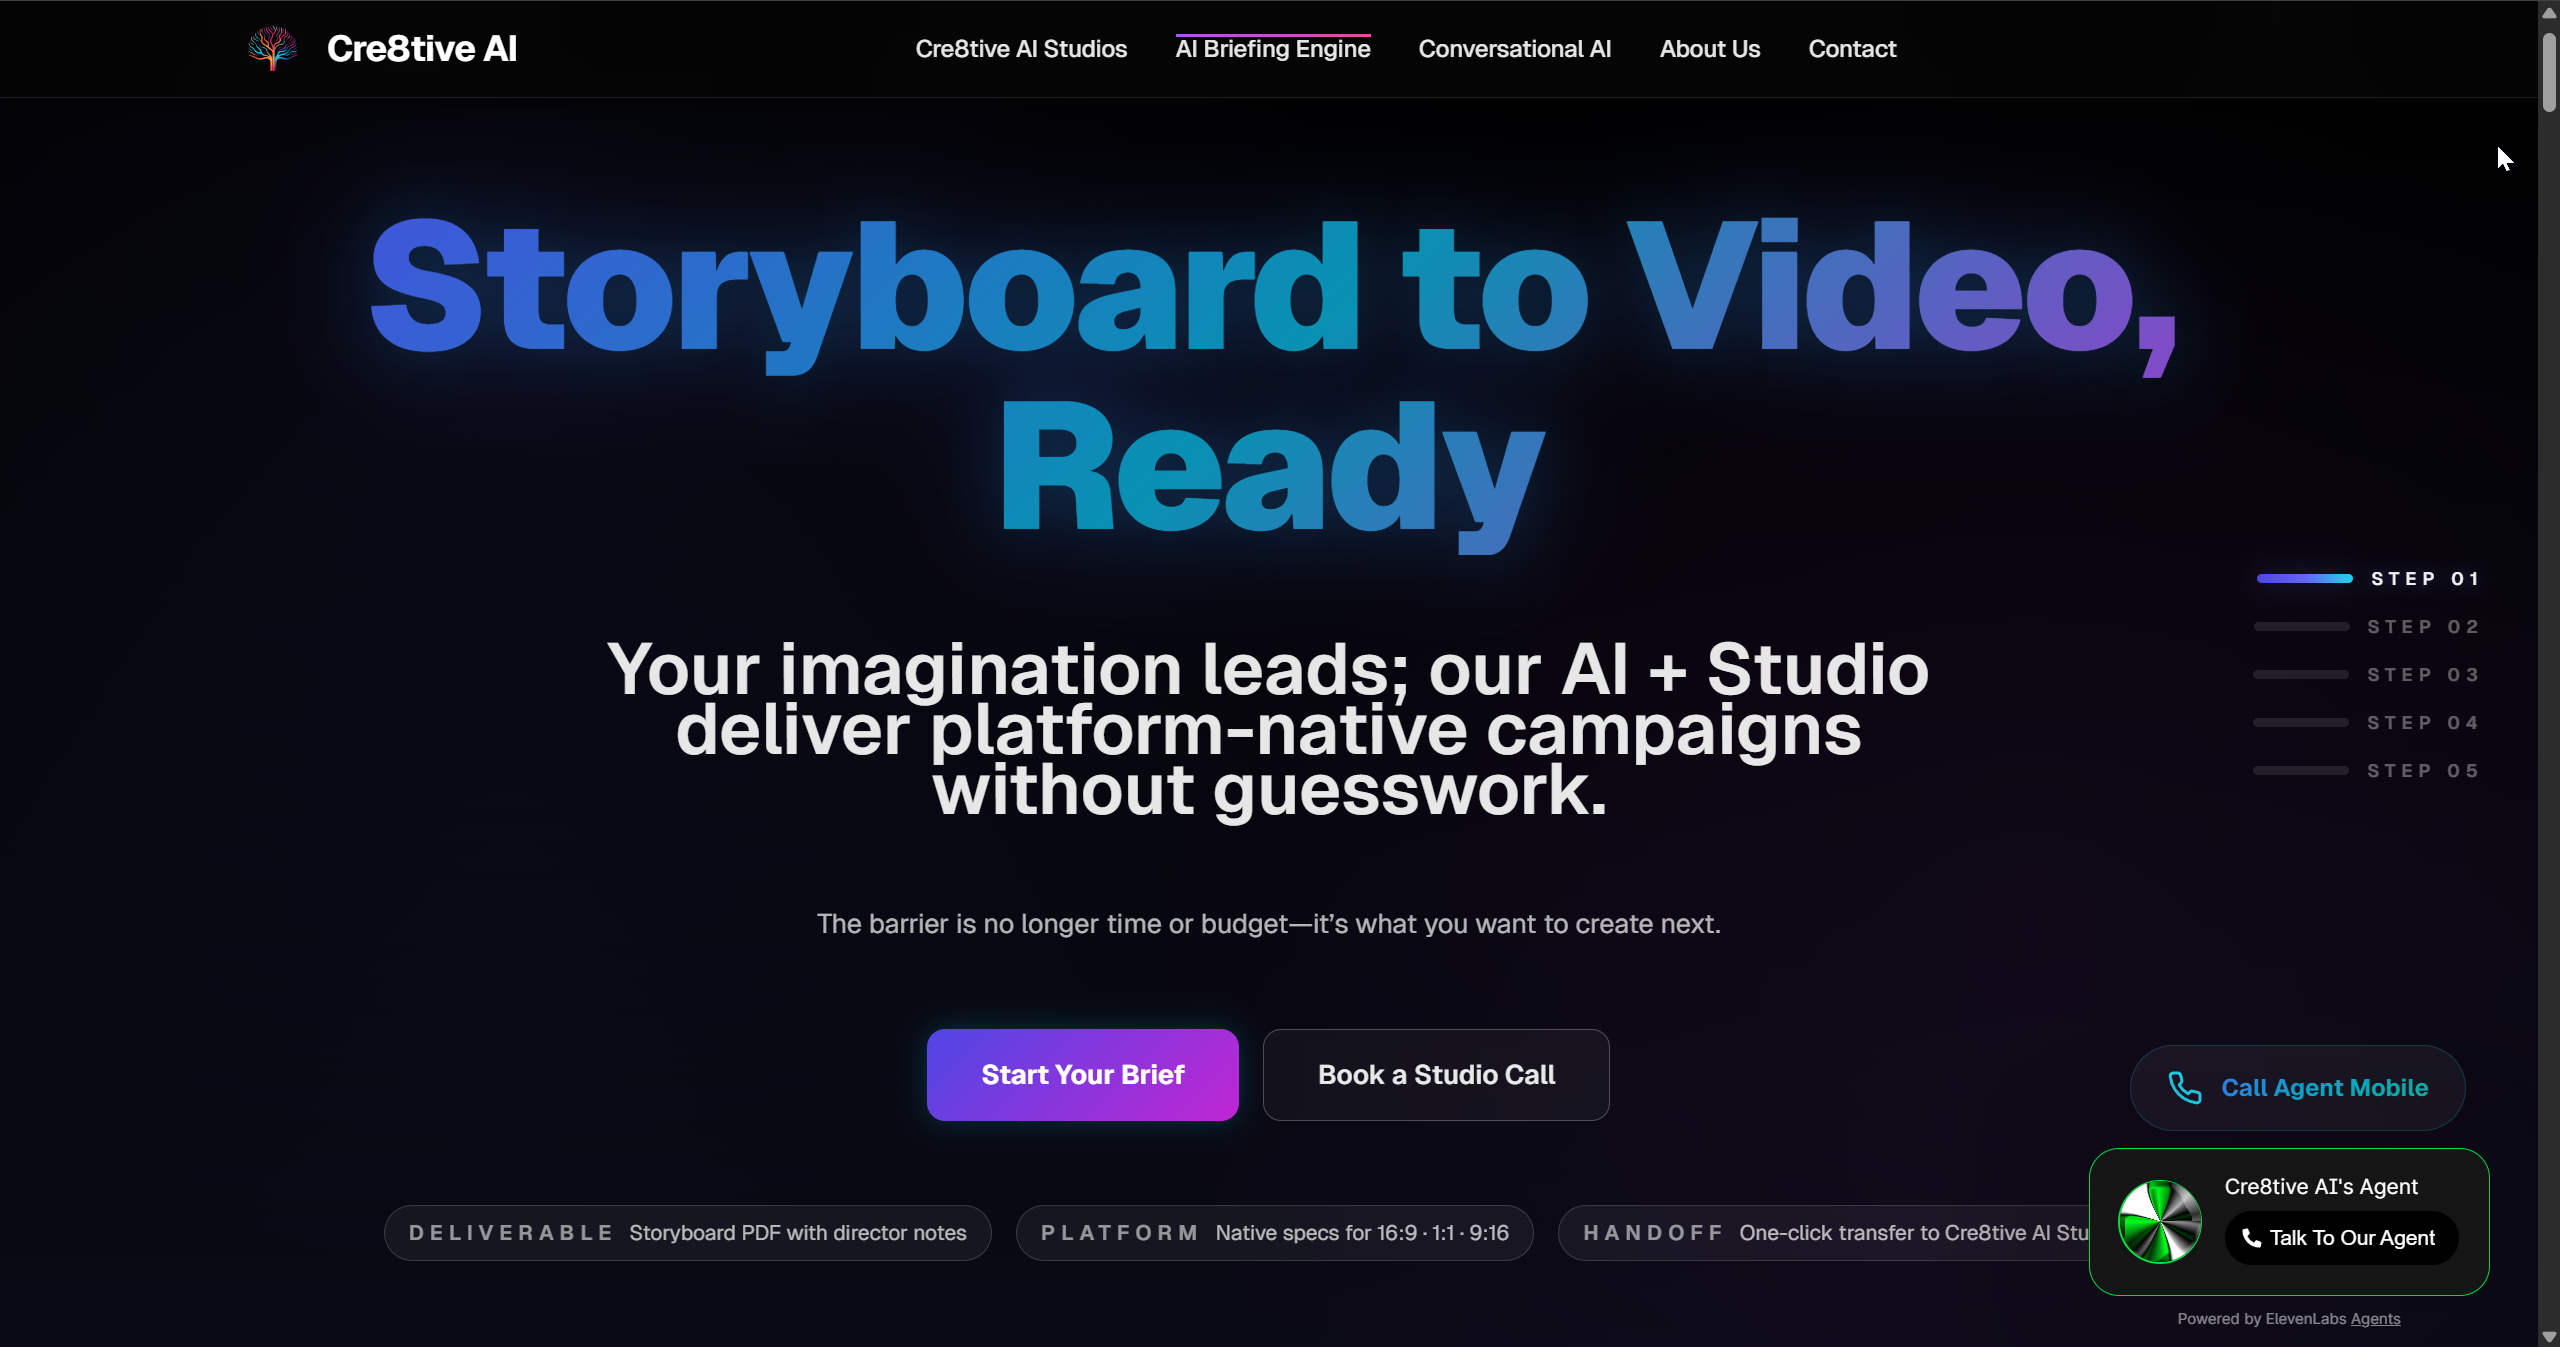 Cre8tive AI
Cre8tive AI Studios
AI Briefing Engine
Conversational AI
About Us
Contact
Storyboard to Video,
Ready
STEP 01
STEP 02
STEP 03
STEP 04
STEP 05
Your imagination leads; our AI + Studio
deliver platform-native campaigns
without guesswork.
The barrier is no longer time or budget—it’s what you want to create next.
Start Your Brief
Book a Studio Call
Call Agent Mobile
DELIVERABLE Storyboard PDF with director notes
PLATFORM Native specs for 16:9 · 1:1 · 9:16
HANDOFF One-click transfer to Cre8tive AI Stu
Cre8tive AI's Agent
Talk To Our Agent
Powered by ElevenLabs Agents